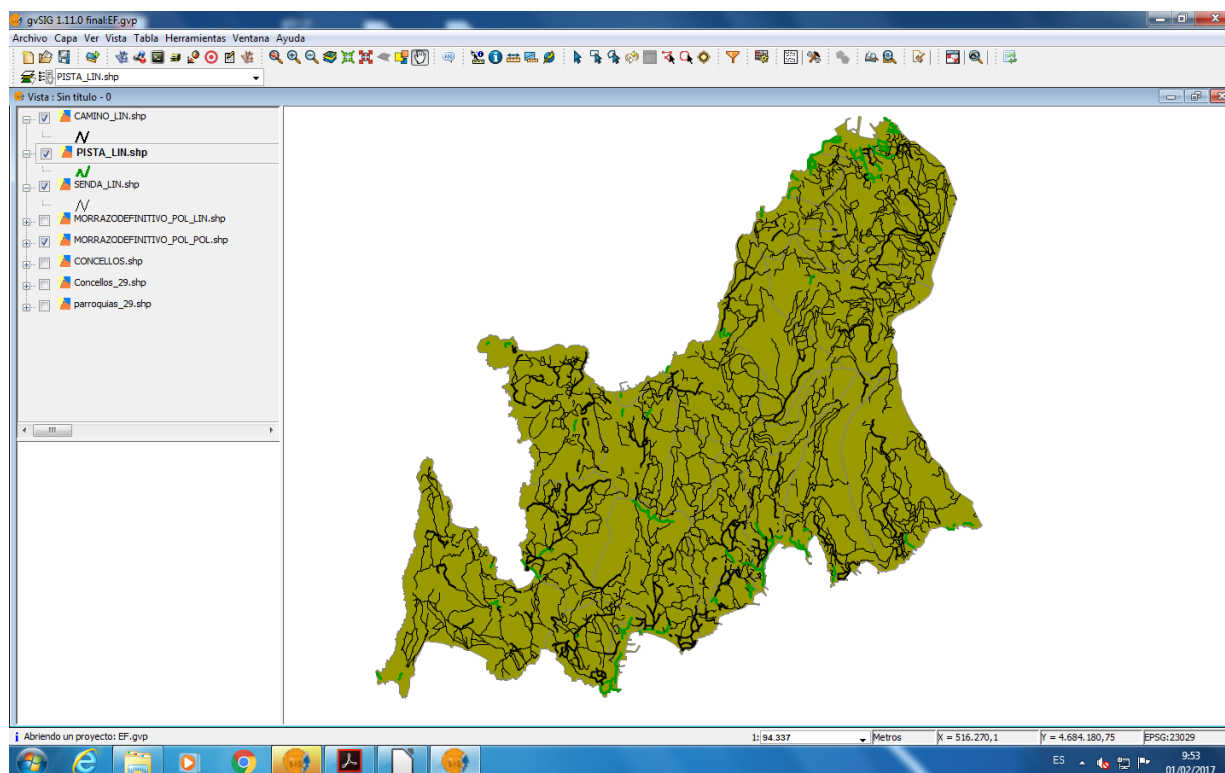 gvSIG 1.11.0 final:EF.gvp
Archivo Capa Ver Vista Tabla Herramientas Ventana Ayuda
PISTA_LIN.shp
Vista : Sin título - 0
CAMINO_LIN.shp
PISTA_LIN.shp
SENDA_LIN.shp
MORRAZODEFINITIVO_POL_LIN.shp
MORRAZODEFINITIVO_POL_POL.shp
CONCELLOS.shp
Concellos_29.shp
parroquias_29.shp
Abriendo un proyecto: EF.gvp
1: 94.337
Metros
X = 516.270,1
Y = 4.684.180,75
EPSG:23029
ES
9:53
01/02/2017